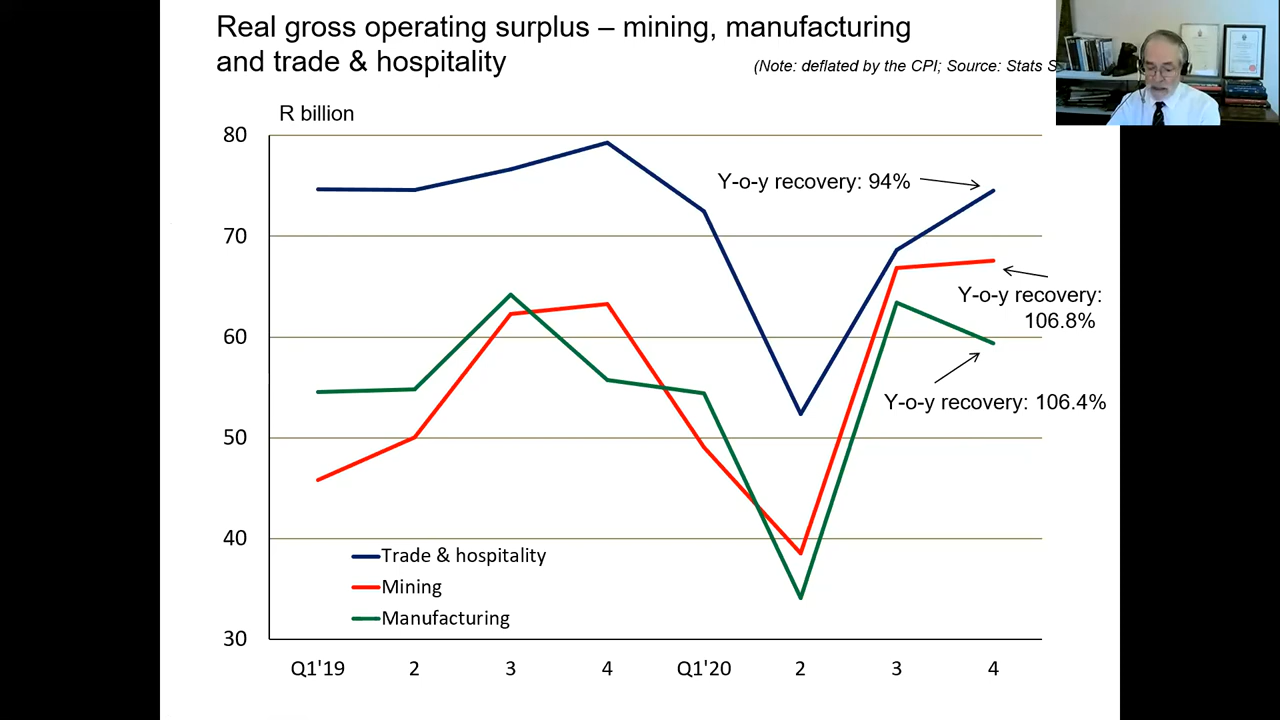 Real gross operating surplus – mining, manufacturing
and trade & hospitality
(Note: deflated by the CPI; Source: Stats
R billion
80
70
60
50
40
30
Y-o-y recovery: 94%
Y-o-y recovery:
106.8%
Y-o-y recovery: 106.4%
Trade & hospitality
Mining
Manufacturing
Q1'19 2 3 4 Q1'20 2 3 4